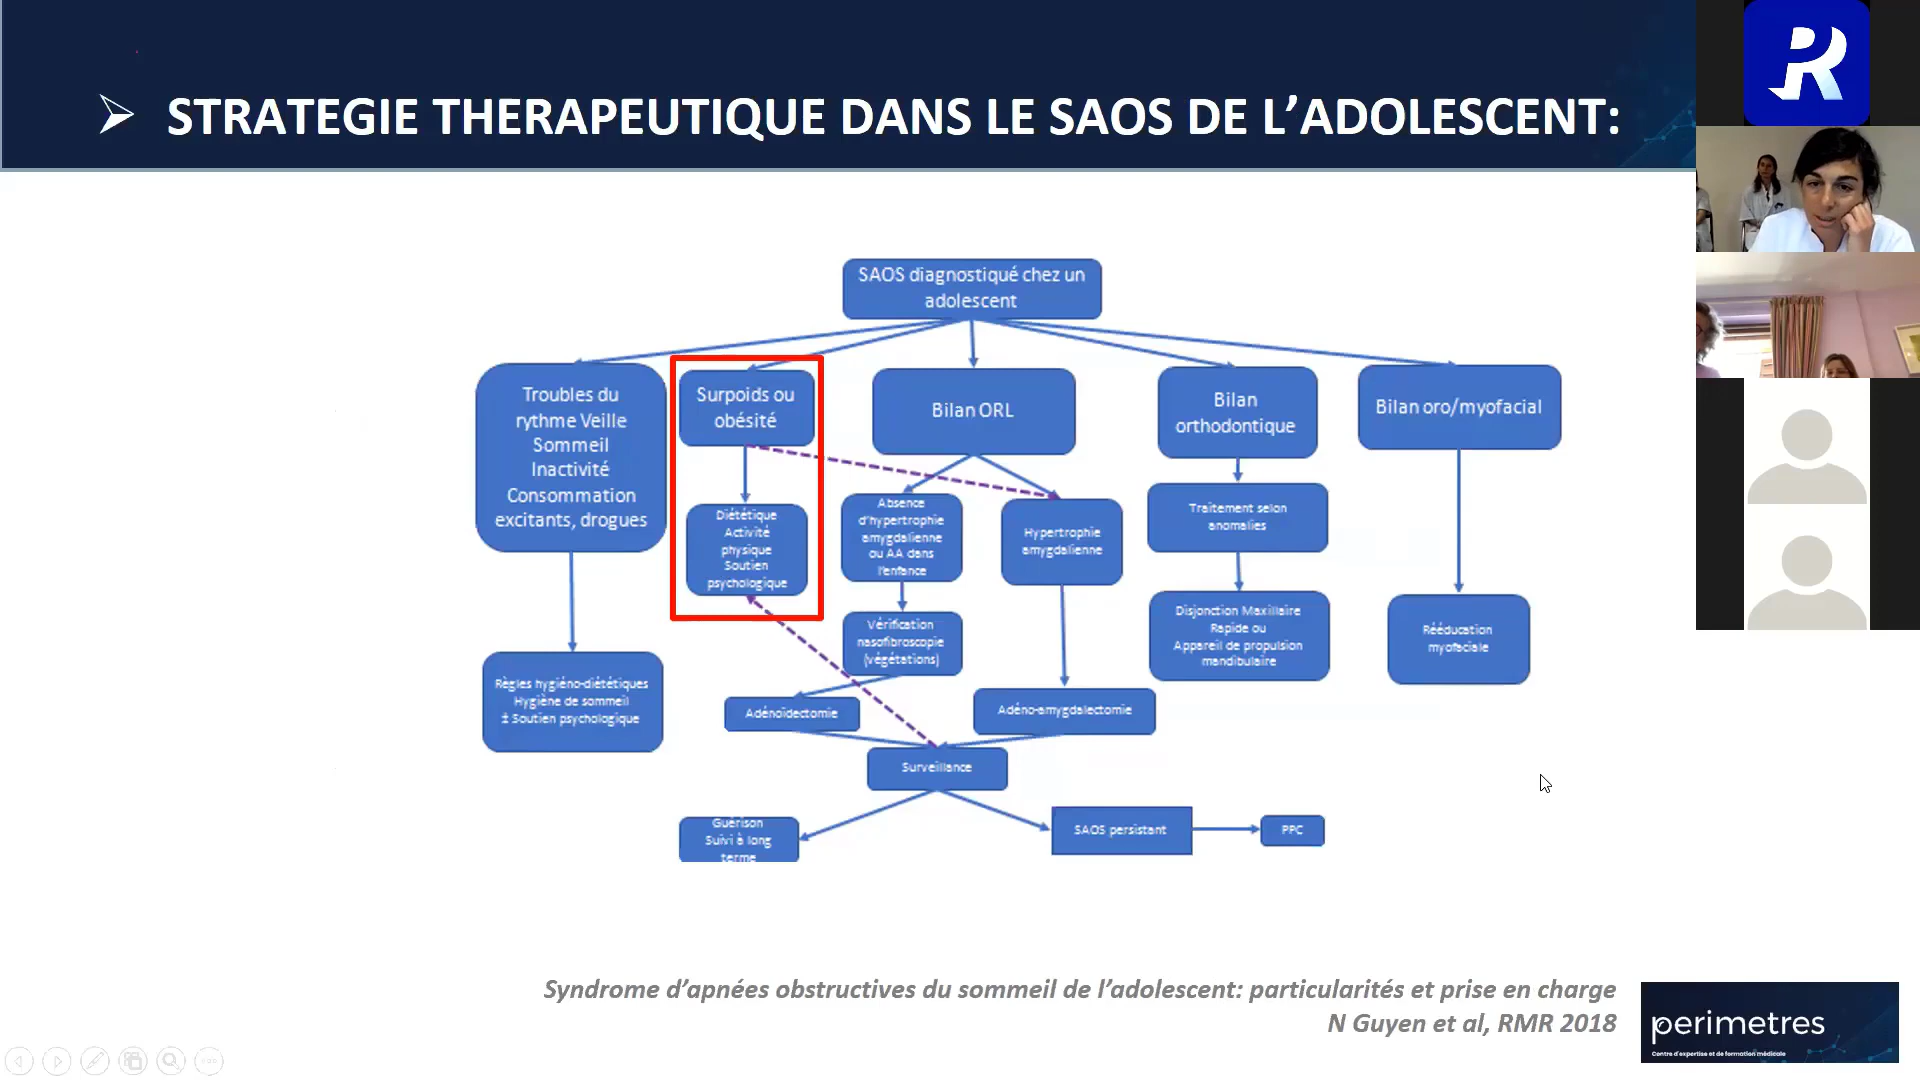 ➢ STRATEGIE THERAPEUTIQUE DANS LE SAOS DE L’ADOLESCENT:
SAOS diagnostiqué chez un
adolescent
Troubles du
rythme Veille
Sommeil
Inactivité
Consommation
excitants, drogues
Surpoids ou
obésité
Bilan ORL
Bilan
orthodontique
Bilan oro/myofacial
Diététique
Activité
physique
Soutien
psychologique
Absence
d'hypertrophie
amygdalienne
ou AA dans
l'enfance
Hypertrophie
amygdalienne
Traitement selon
anomalies
Vérification
nasofibroscopie
(végétations)
Disjonction Maxillaire
Rapide ou
Appareil de propulsion
mandibulaire
Rééducation
myofaciale
Règles hygiéno-diététiques
Hygiène de sommeil
± Soutien psychologique
Adénoïdectomie
Adéno-amygdalectomie
Surveillance
Guérison
Suivi à long
terme
SAOS persistant
PPC
Syndrome d’apnées obstructives du sommeil de l’adolescent: particularités et prise en charge
N Guyen et al, RMR 2018
perimetres
Centre d'expertise et de formation médicale